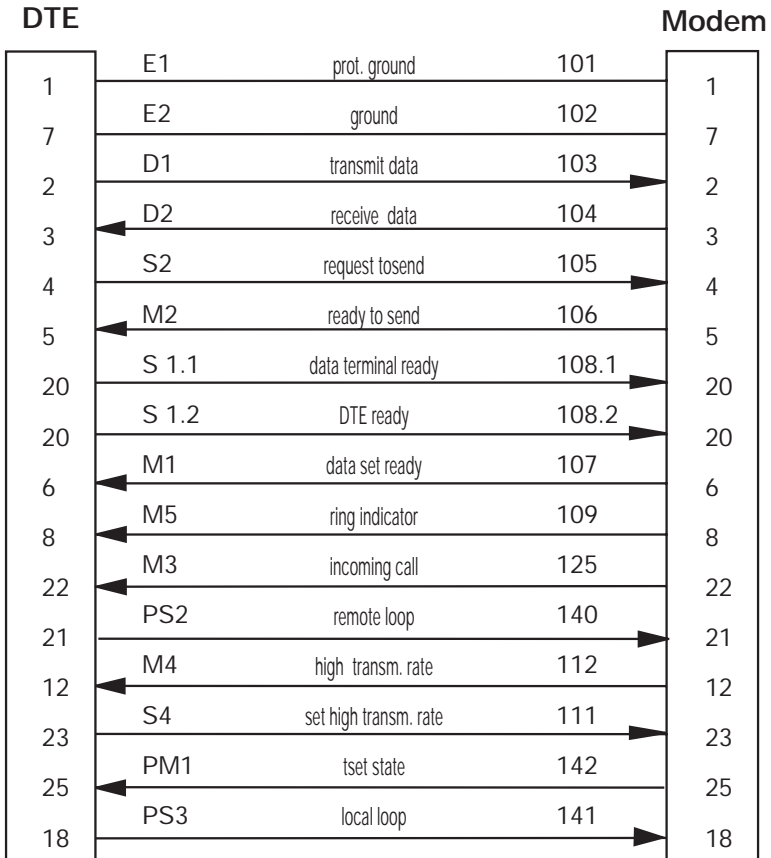 DTE Modem
E1 prot. ground 101
1 1
E2 ground 102
7 7
D1 transmit data 103
2 2
D2 receive data 104
3 3
S2 request tosend 105
4 4
M2 ready to send 106
5 5
S 1.1 data terminal ready 108.1
20 20
S 1.2 DTE ready 108.2
20 20
M1 data set ready 107
6 6
M5 ring indicator 109
8 8
M3 incoming call 125
22 22
PS2 remote loop 140
21 21
M4 high transm. rate 112
12 12
S4 set high transm. rate 111
23 23
PM1 tset state 142
25 25
PS3 local loop 141
18 18